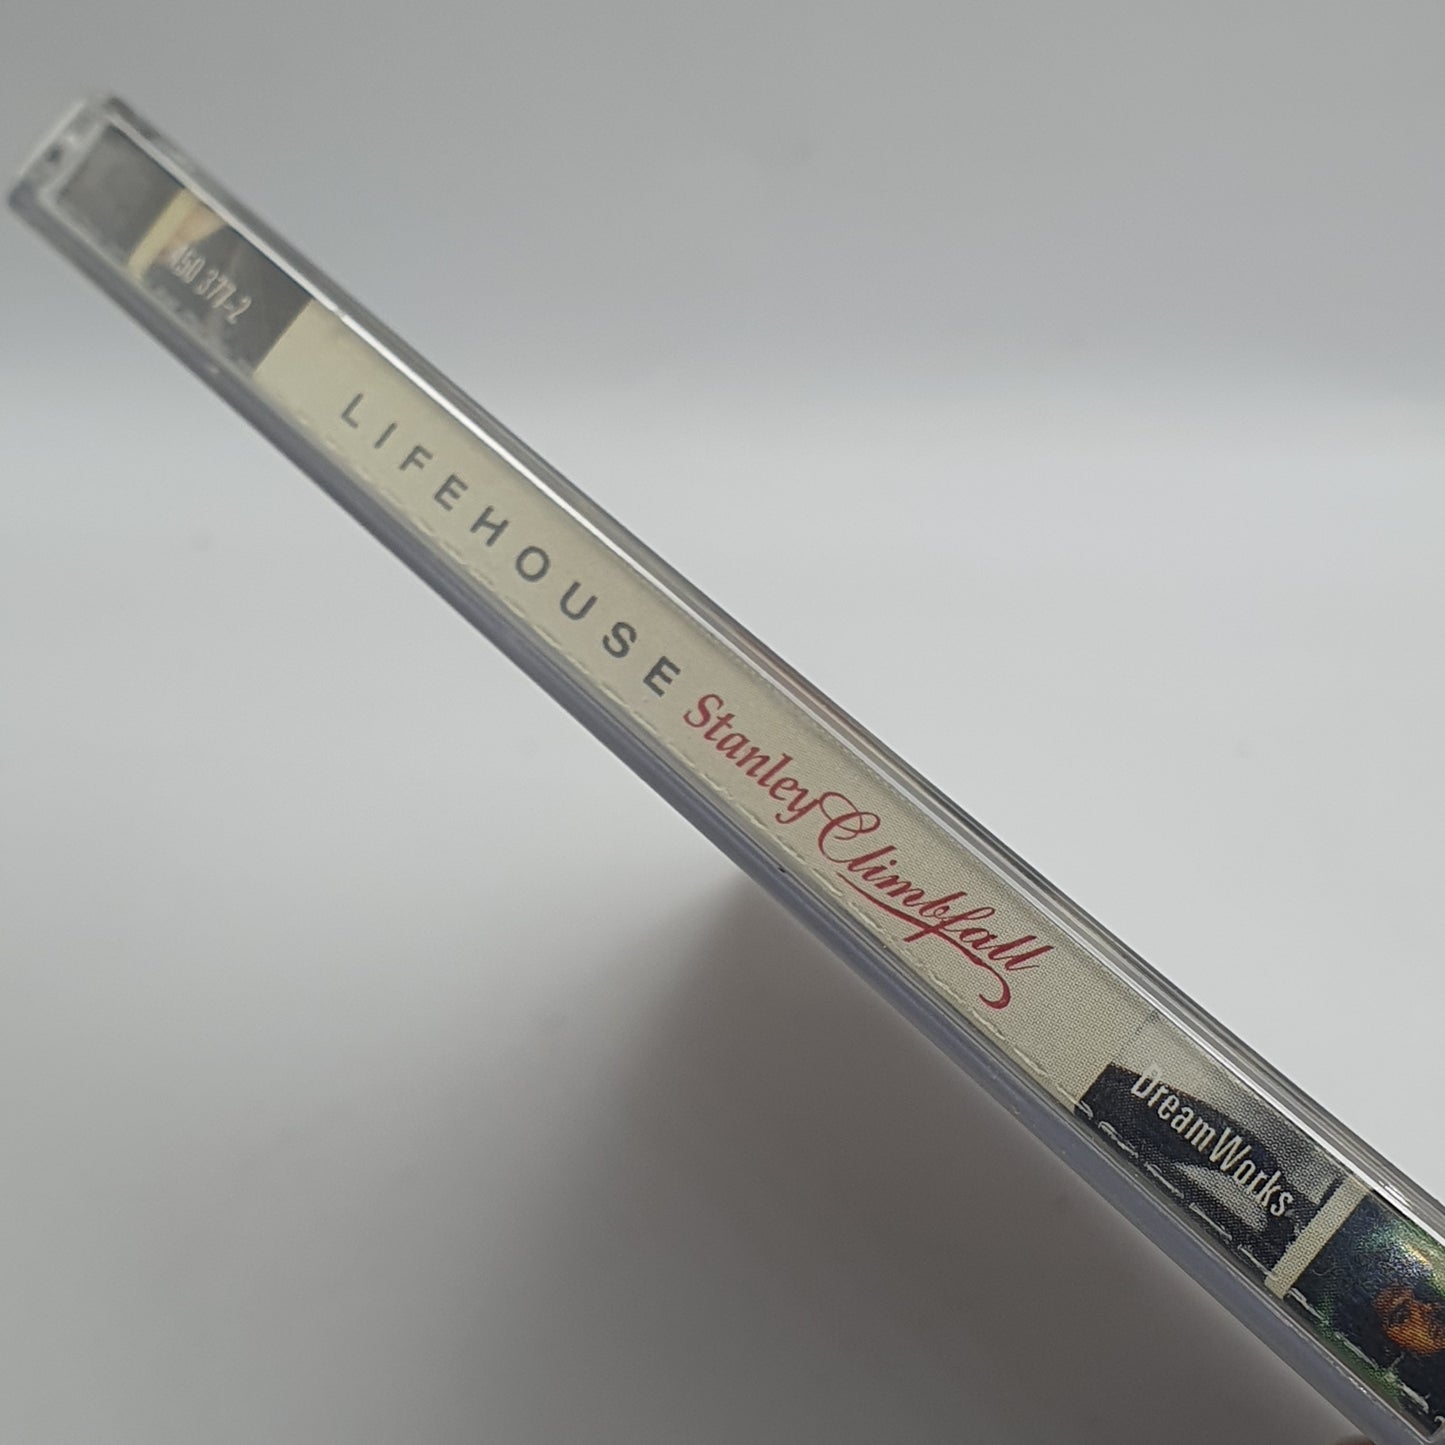 450 377-2
LIFEHOUSE
Stanley Climbfall
DreamWorks